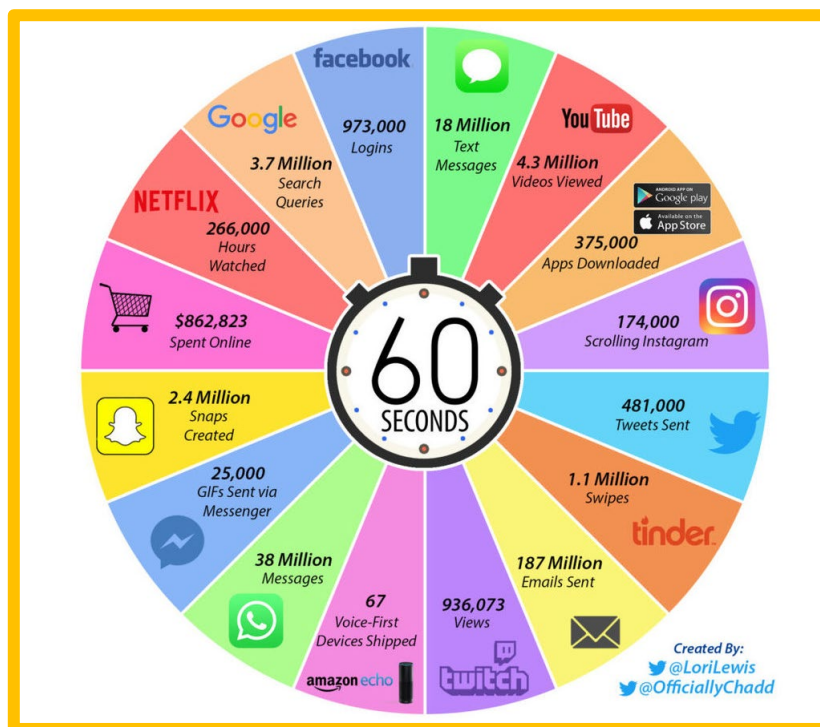 facebook
973,000
Logins
18 Million
Text
Messages
YouTube
4.3 Million
Videos Viewed
ANDROID APP ON
Google play
Available on the
App Store
375,000
Apps Downloaded
174,000
Scrolling Instagram
481,000
Tweets Sent
1.1 Million
Swipes
tinder
187 Million
Emails Sent
936,073
Views
twitch
67
Voice-First
Devices Shipped
amazon echo
38 Million
Messages
25,000
GIFs Sent via
Messenger
2.4 Million
Snaps
Created
$862,823
Spent Online
NETFLIX
266,000
Hours
Watched
Google
3.7 Million
Search
Queries
60
SECONDS
Created By:
@LoriLewis
@OfficiallyChadd